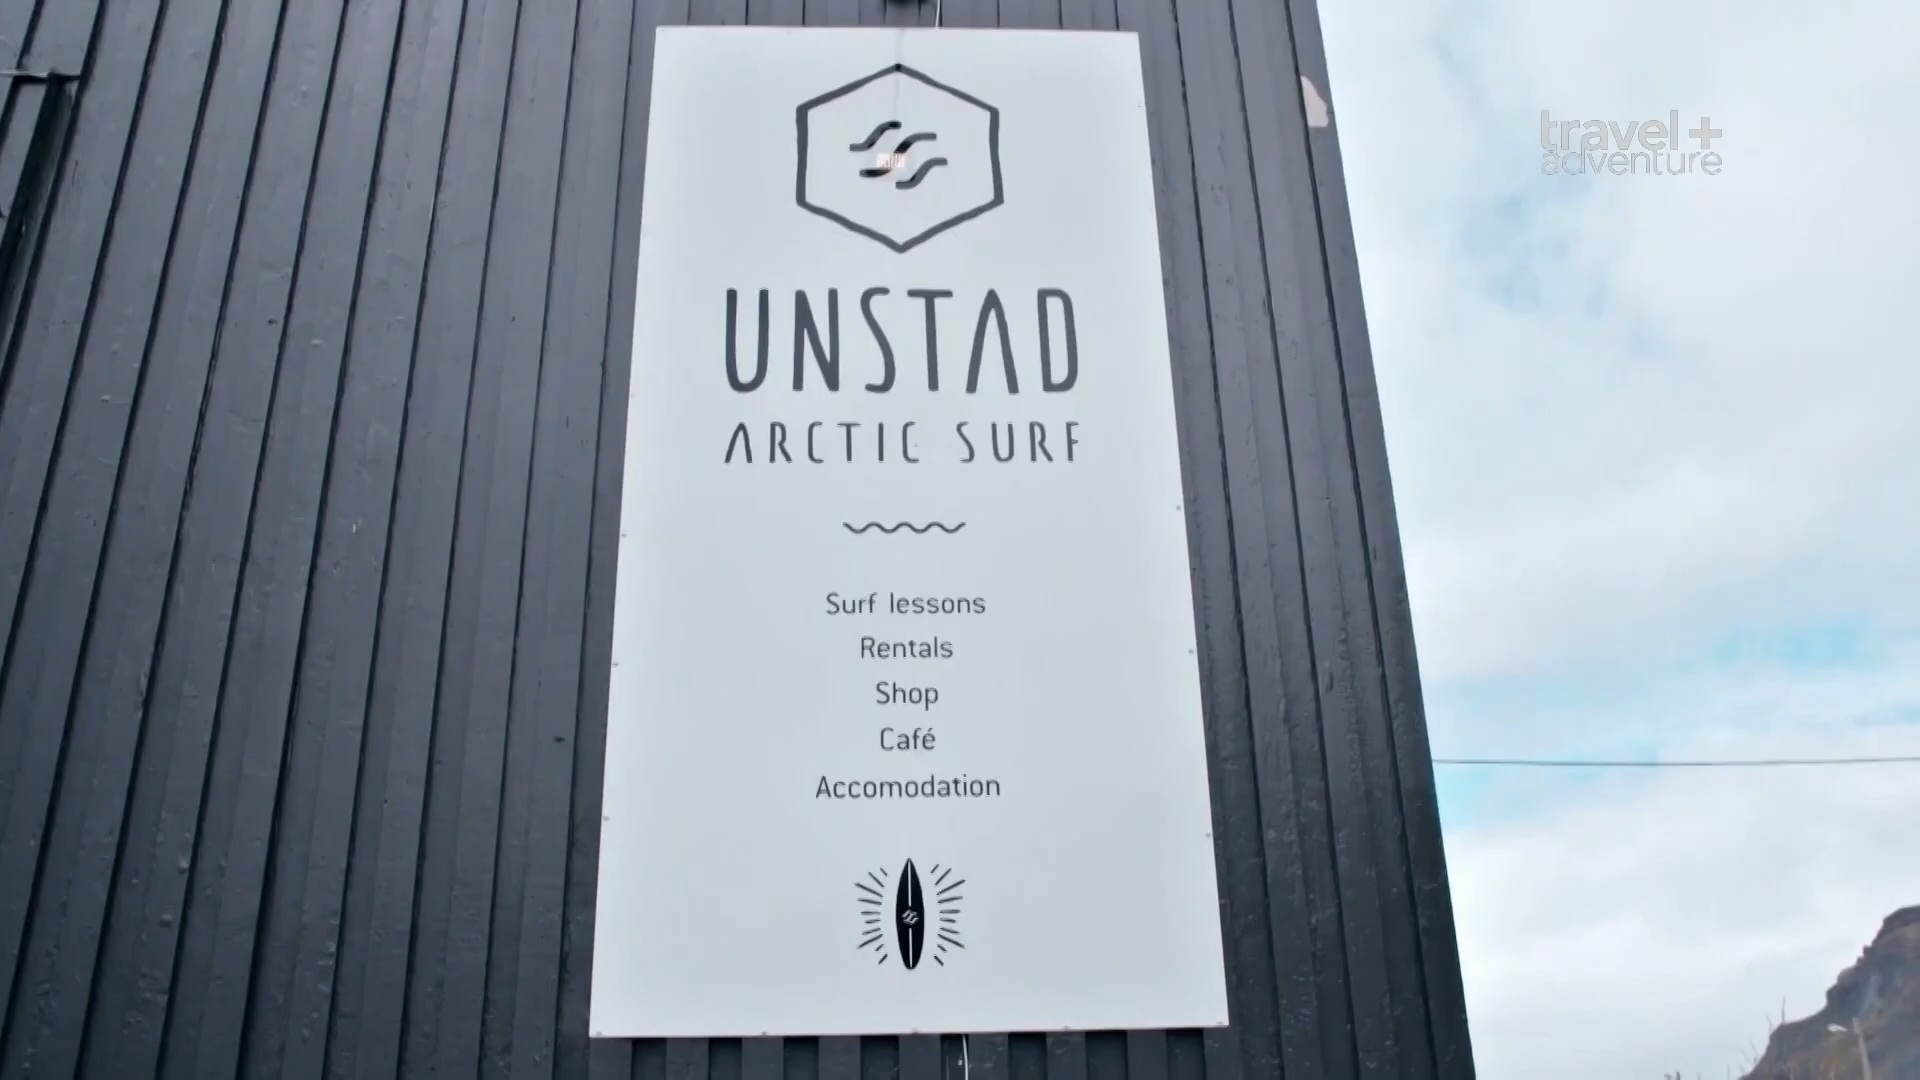 travel+
adventure
UNSTAD
ARCTIC SURF
Surf lessons
Rentals
Shop
Café
Accomodation